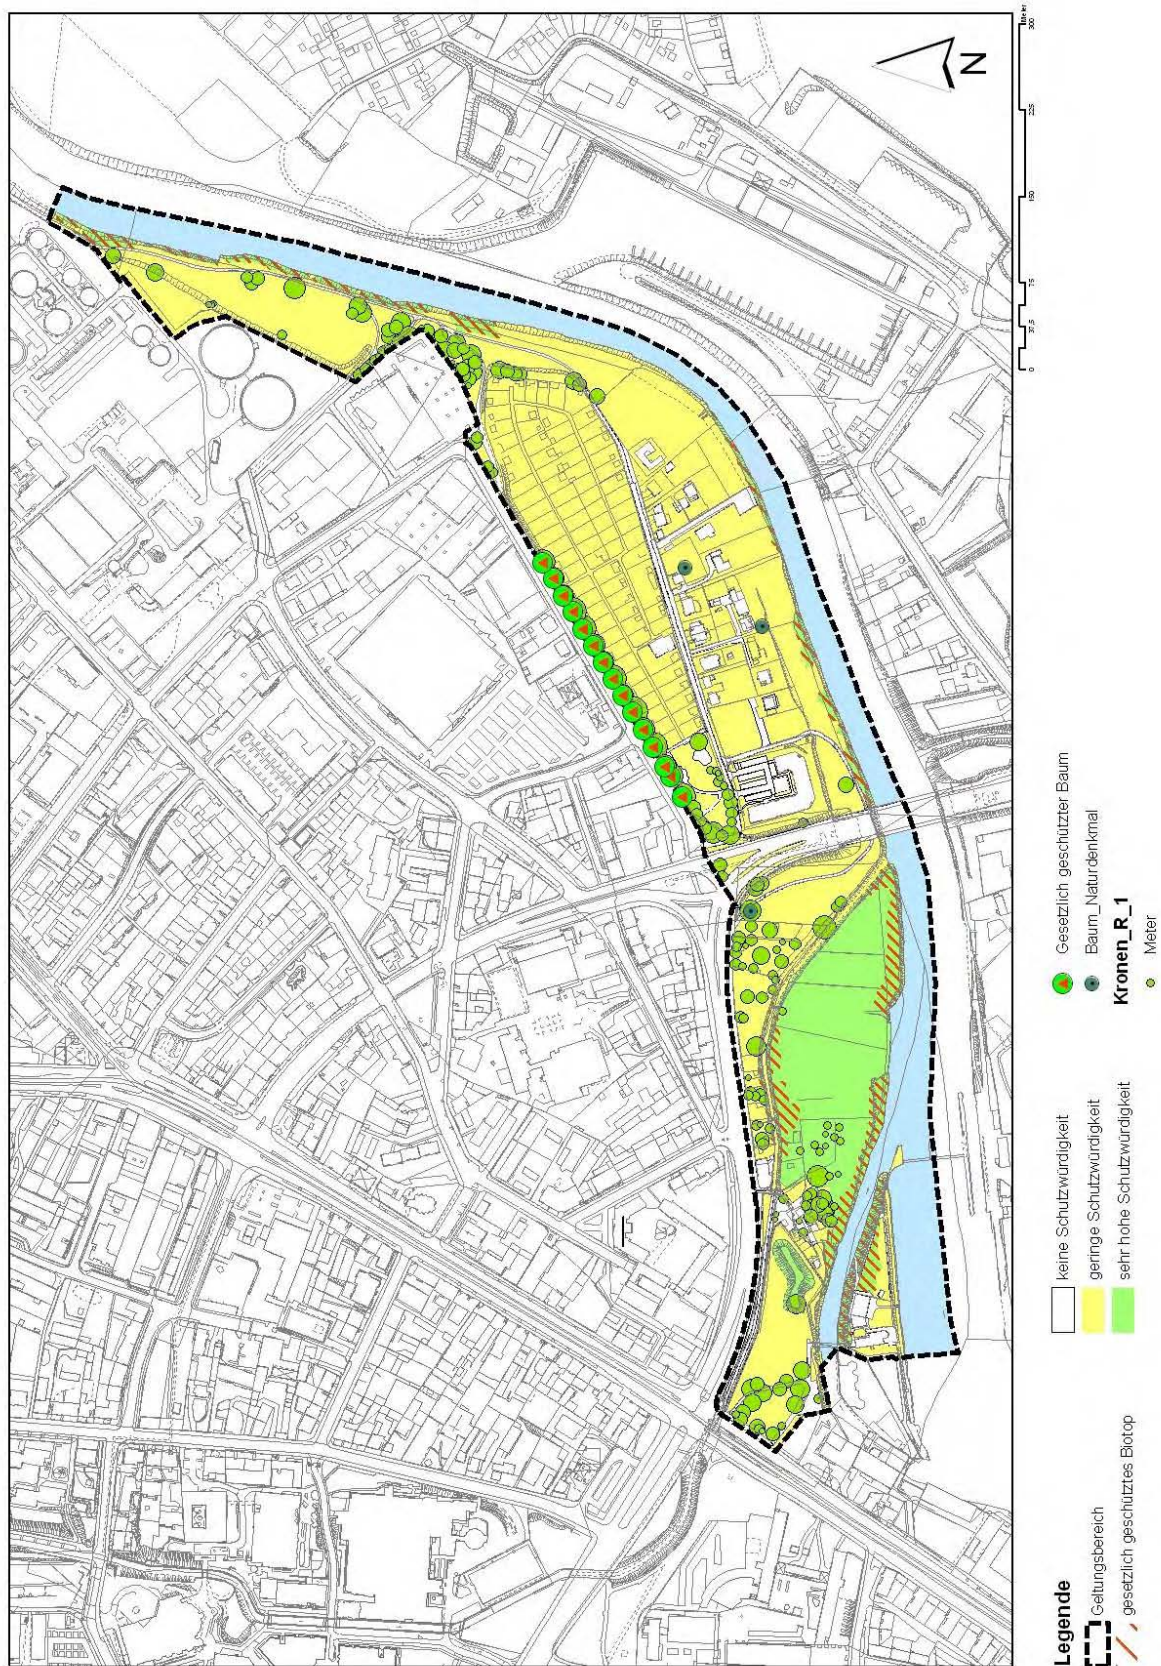 N
Meter
300
225
150
75
37,5
0
Legende
Geltungsbereich
gesetzlich geschütztes Biotop
keine Schutzwürdigkeit
geringe Schutzwürdigkeit
sehr hohe Schutzwürdigkeit
Gesetzlich geschützter Baum
Baum_Naturdenkmal
Kronen_R_1
Meter